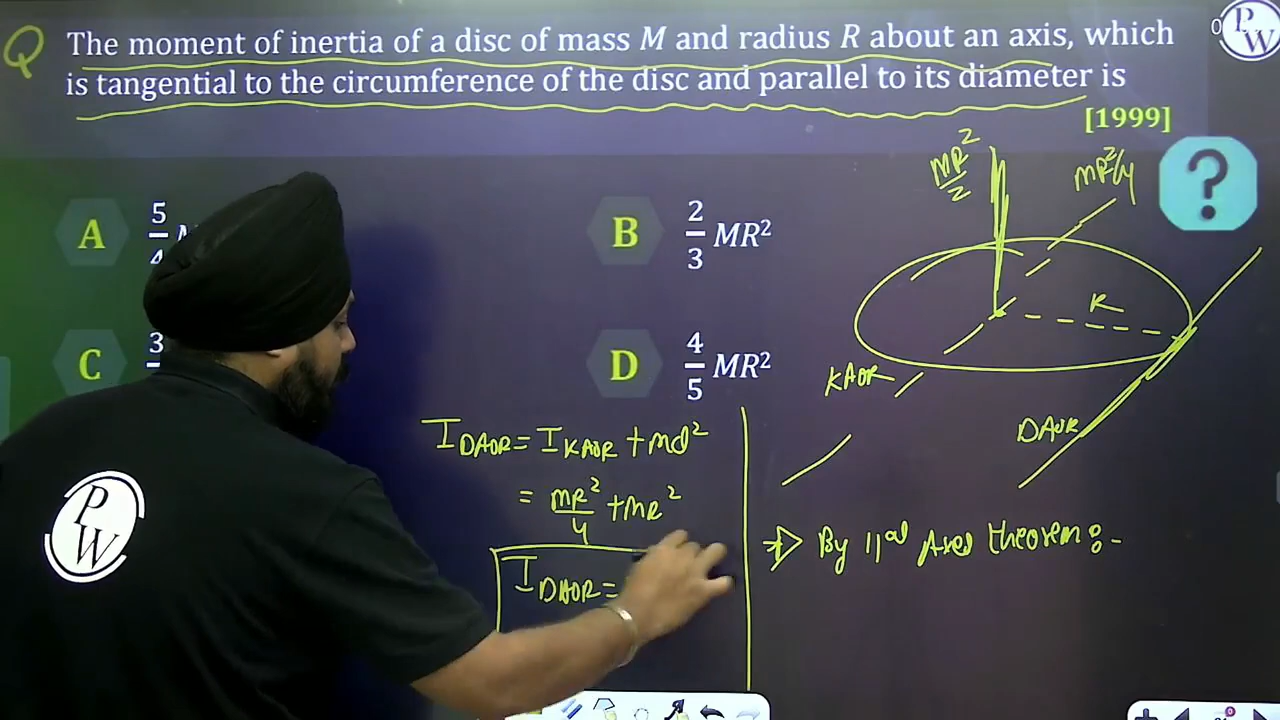 Q The moment of inertia of a disc of mass M and radius R about an axis, which
is tangential to the circumference of the disc and parallel to its diameter is
[1999]
PW
?
A 5/4
B 2/3 MR²
C 3
D 4/5 MR²
MR²/2
MR²/4
R
KAOR
DAOR
I_DAOR = I_KAOR + md²
= MR²/4 + MR²
I_DAOR =
By ||al Axes theorem :-
PW